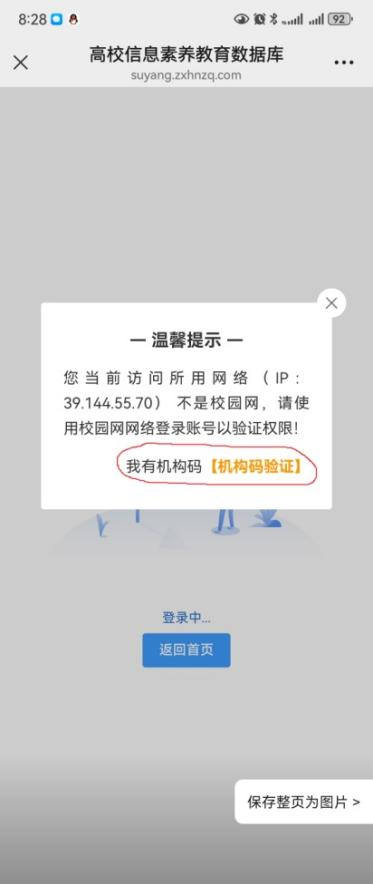 8:28
92
高校信息素养教育数据库
suyang.zxhnzq.com
— 温馨提示 —
您当前访问所用网络（IP：
39.144.55.70） 不是校园网，请使
用校园网网络登录账号以验证权限！
我有机构码【机构码验证】
登录中...
返回首页
保存整页为图片 >